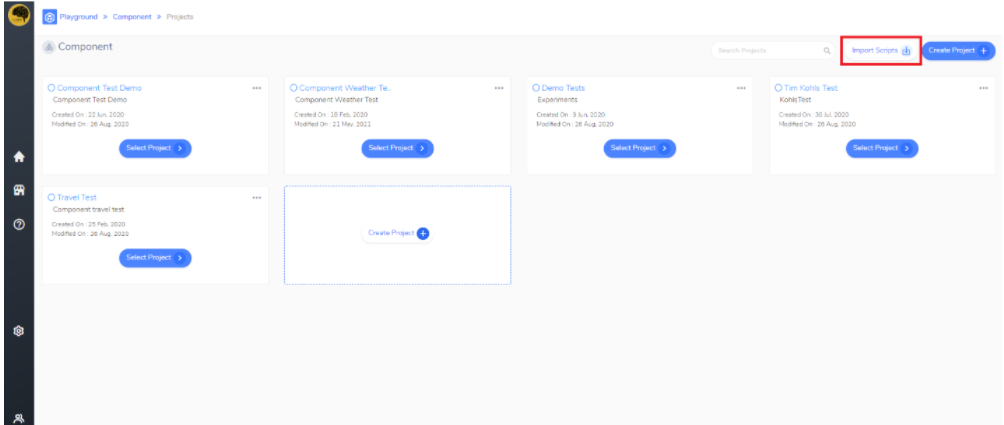 Playground » Component » Projects
Component
Search Projects
Import Scripts
Create Project +
Component Test Demo
Component Test Demo
Created On : 22 Jun, 2020
Modified On : 26 Aug, 2020
Select Project >
Component Weather Te..
Component Weather Test
Created On : 18 Feb, 2020
Modified On : 21 May, 2021
Select Project >
Demo Tests
Experiments
Created On : 3 Jun, 2020
Modified On : 26 Aug, 2020
Select Project >
Tim Kohls Test
KohlsTest
Created On : 30 Jul, 2020
Modified On : 26 Aug, 2020
Select Project >
Travel Test
Component travel test
Created On : 25 Feb, 2020
Modified On : 26 Aug, 2020
Select Project >
Create Project +